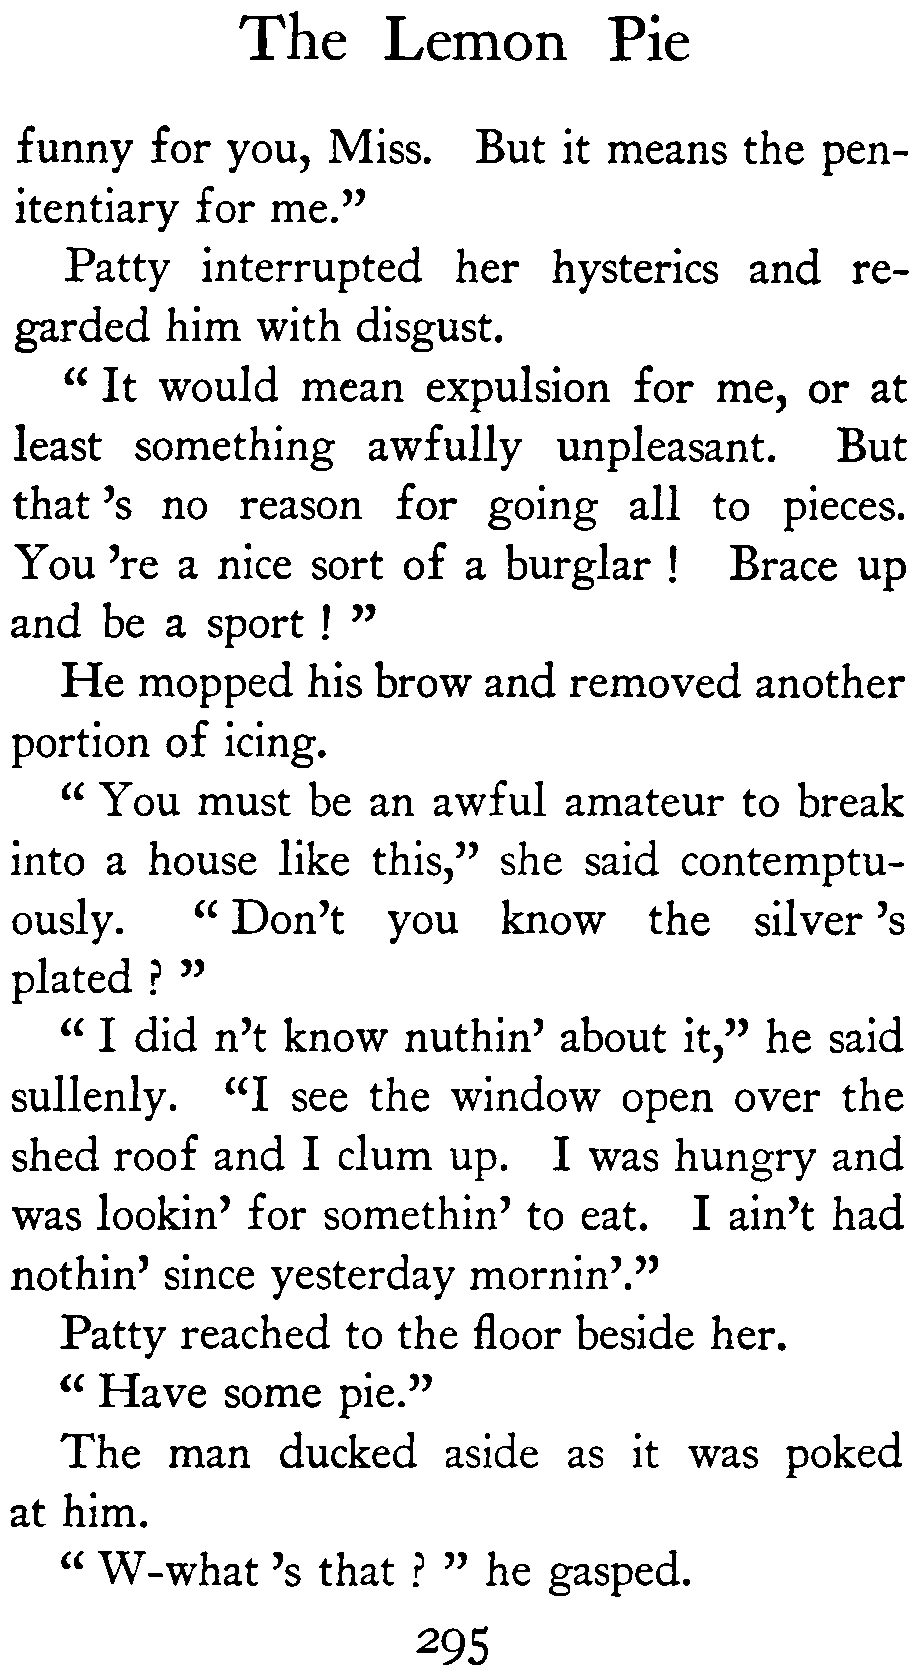 The Lemon Pie
funny for you, Miss. But it means the pen-
itentiary for me."
Patty interrupted her hysterics and re-
garded him with disgust.
" It would mean expulsion for me, or at
least something awfully unpleasant. But
that 's no reason for going all to pieces.
You 're a nice sort of a burglar ! Brace up
and be a sport ! "
He mopped his brow and removed another
portion of icing.
" You must be an awful amateur to break
into a house like this," she said contemptu-
ously. " Don't you know the silver 's
plated ? "
" I did n't know nuthin' about it," he said
sullenly. "I see the window open over the
shed roof and I clum up. I was hungry and
was lookin' for somethin' to eat. I ain't had
nothin' since yesterday mornin'."
Patty reached to the floor beside her.
" Have some pie."
The man ducked aside as it was poked
at him.
" W-what 's that ? " he gasped.
295